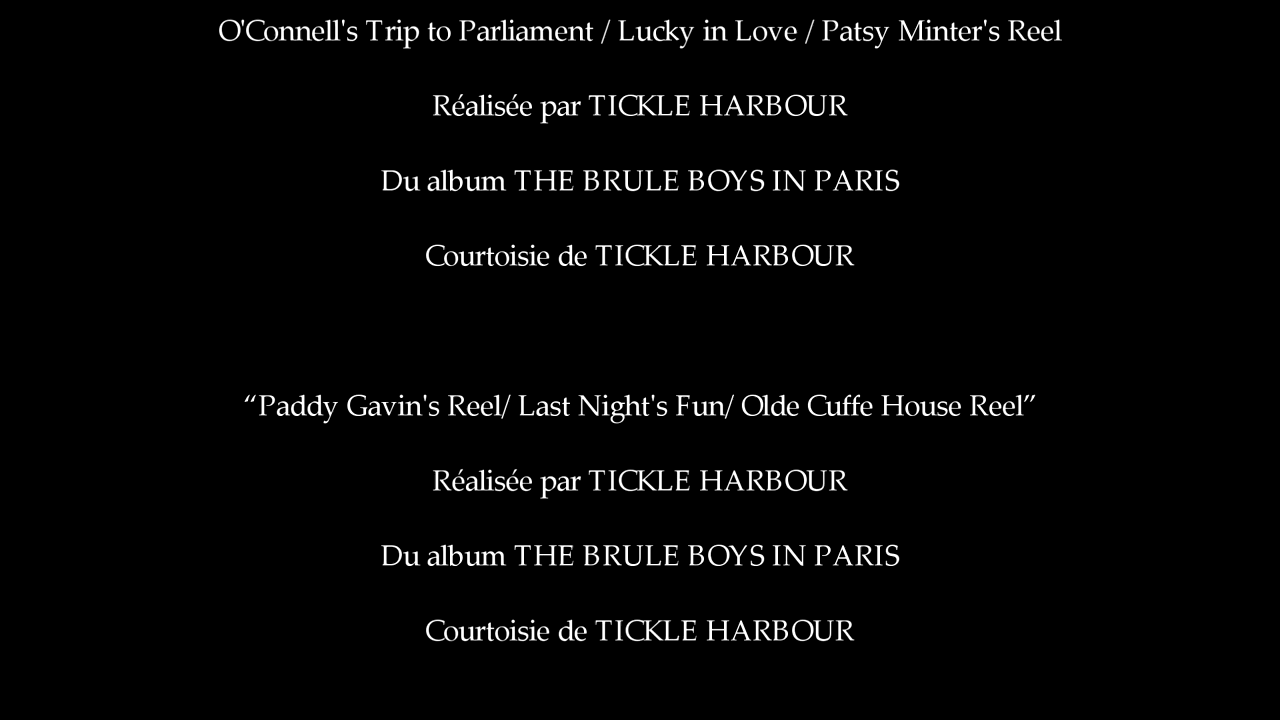 O'Connell's Trip to Parliament / Lucky in Love / Patsy Minter's Reel
Réalisée par TICKLE HARBOUR
Du album THE BRULE BOYS IN PARIS
Courtoisie de TICKLE HARBOUR
“Paddy Gavin's Reel/ Last Night's Fun/ Olde Cuffe House Reel”
Réalisée par TICKLE HARBOUR
Du album THE BRULE BOYS IN PARIS
Courtoisie de TICKLE HARBOUR